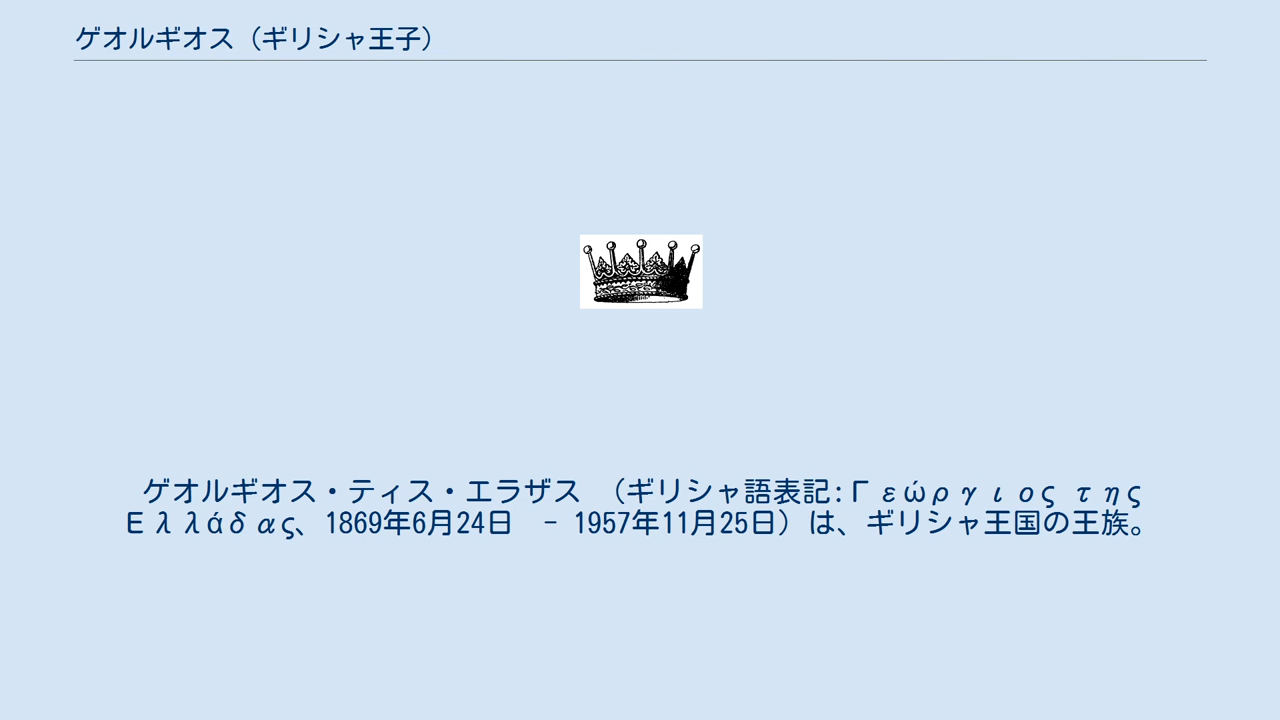 ゲオルギオス（ギリシャ王子）
ゲオルギオス・ティス・エラザス　（ギリシャ語表記:Γεώργιος της
Ελλάδας、1869年6月24日　- 1957年11月25日）は、ギリシャ王国の王族。